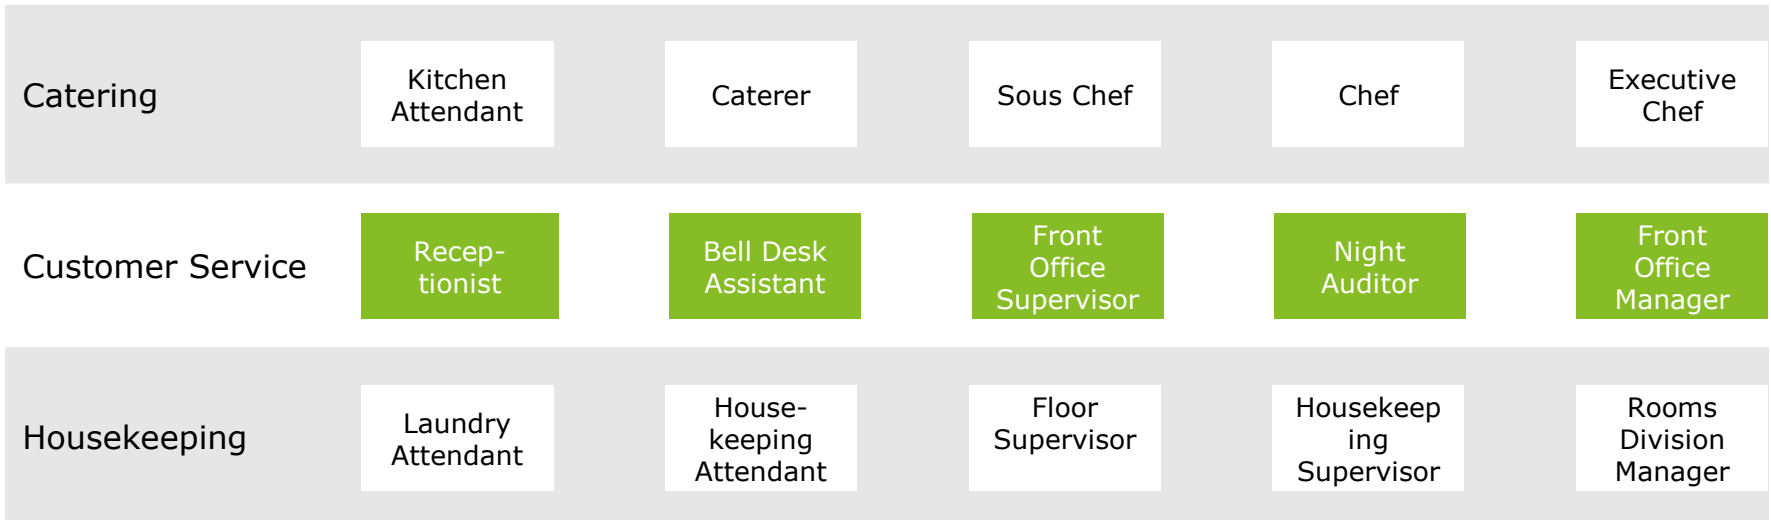 Catering
Kitchen
Attendant
Caterer
Sous Chef
Chef
Executive
Chef
Customer Service
Recep-
tionist
Bell Desk
Assistant
Front
Office
Supervisor
Night
Auditor
Front
Office
Manager
Housekeeping
Laundry
Attendant
House-
keeping
Attendant
Floor
Supervisor
Housekeep
ing
Supervisor
Rooms
Division
Manager